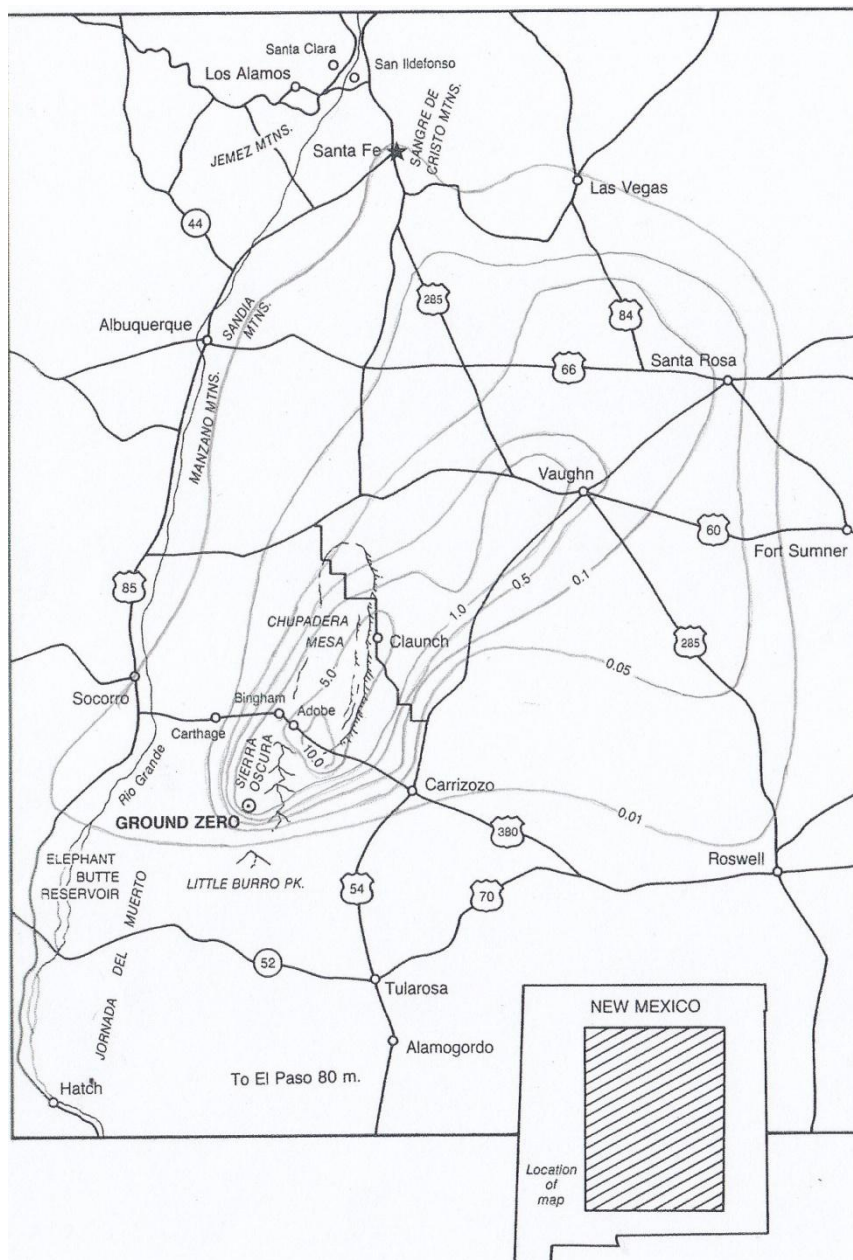 Santa Clara
Los Alamos
San Ildefonso
JEMEZ MTNS.
Santa Fe
SANGRE DE
CRISTO MTNS.
Las Vegas
44
285
84
SANDIA
MTNS.
Albuquerque
66
Santa Rosa
MANZANO MTNS.
Vaughn
60
Fort Sumner
85
1.0
0.5
0.1
CHUPADERA
MESA
Claunch
285
0.05
5.0
Socorro
Bingham
Adobe
Carthage
10.0
SIERRA
OSCURA
Rio Grande
Carrizozo
GROUND ZERO
0.01
380
Roswell
ELEPHANT
BUTTE
RESERVOIR
LITTLE BURRO PK.
54
70
JORNADA DEL MUERTO
52
Tularosa
Alamogordo
To El Paso 80 m.
Hatch
NEW MEXICO
Location
of
map